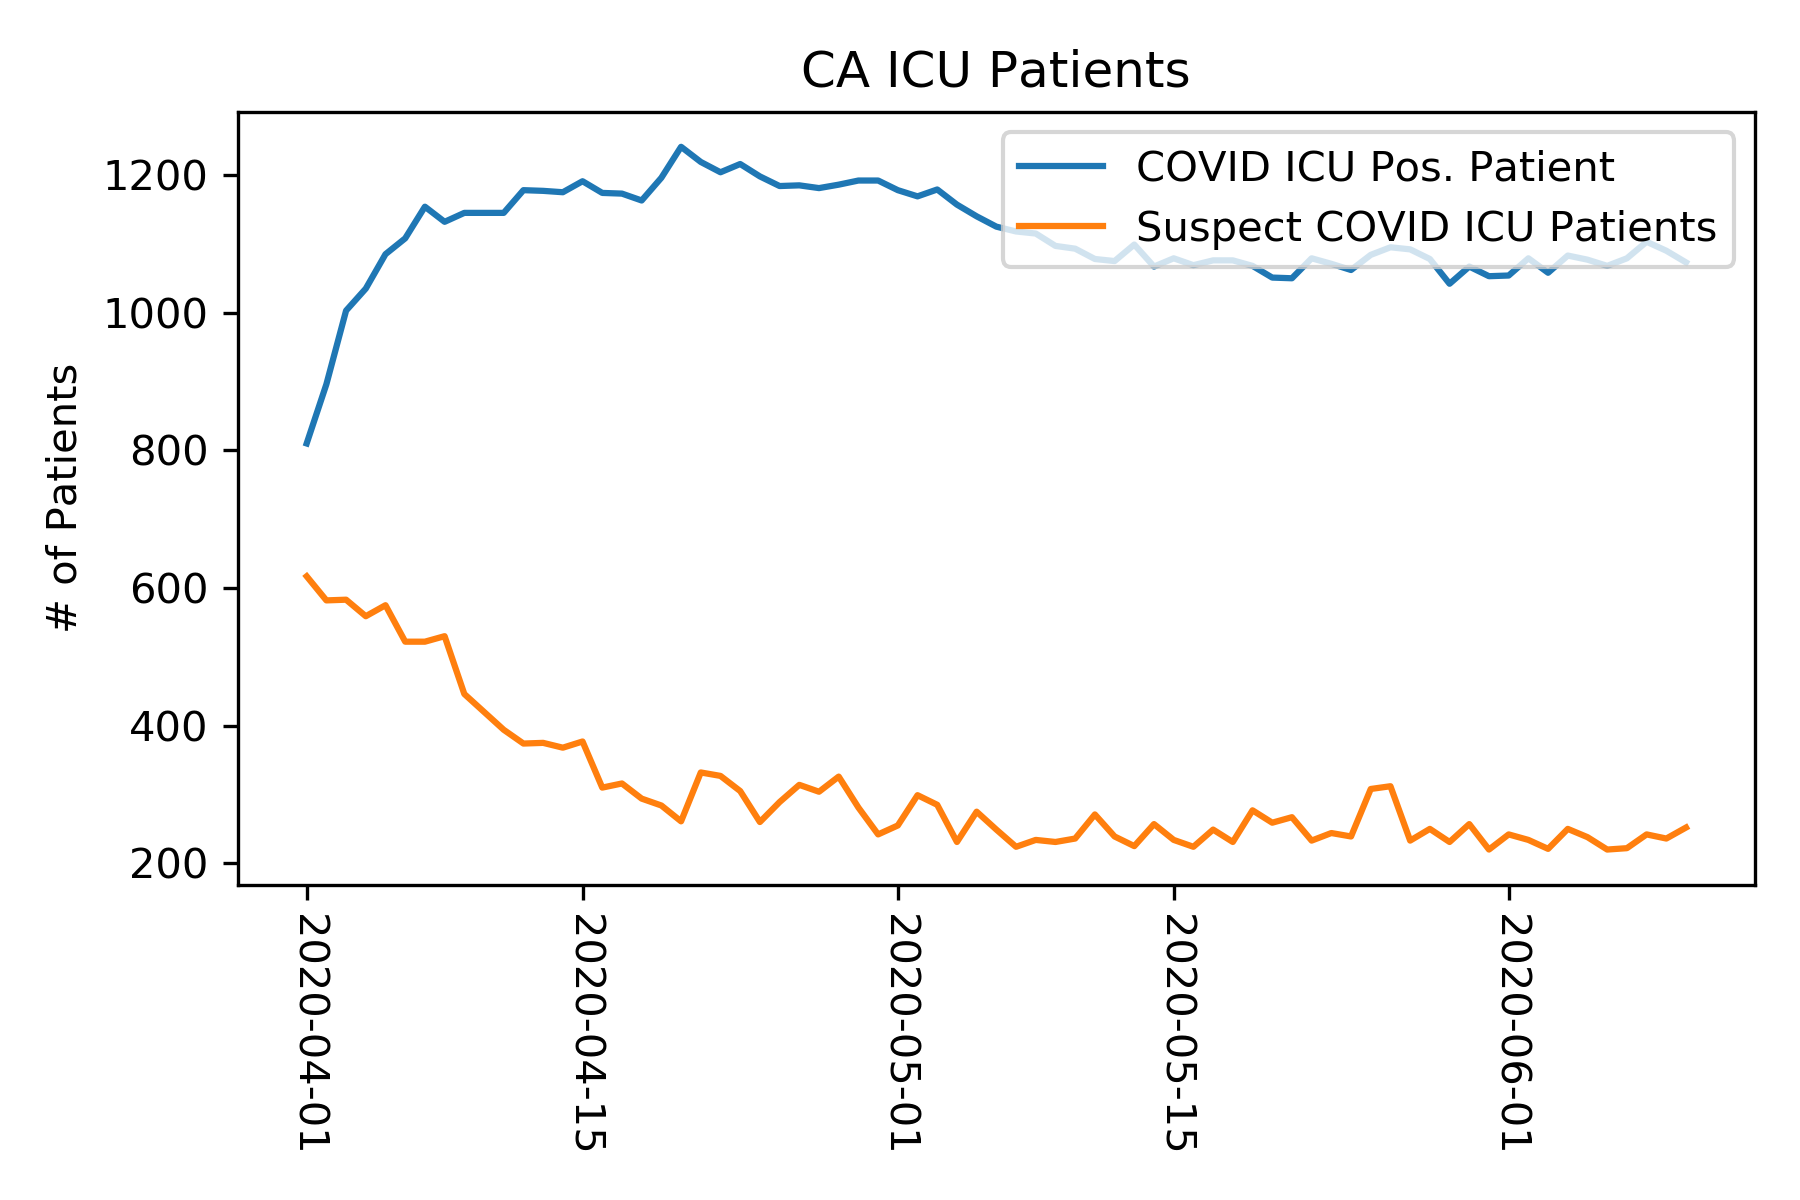 CA ICU Patients
COVID ICU Pos. Patient
Suspect COVID ICU Patients
# of Patients
1200
1000
800
600
400
200
2020-04-01
2020-04-15
2020-05-01
2020-05-15
2020-06-01